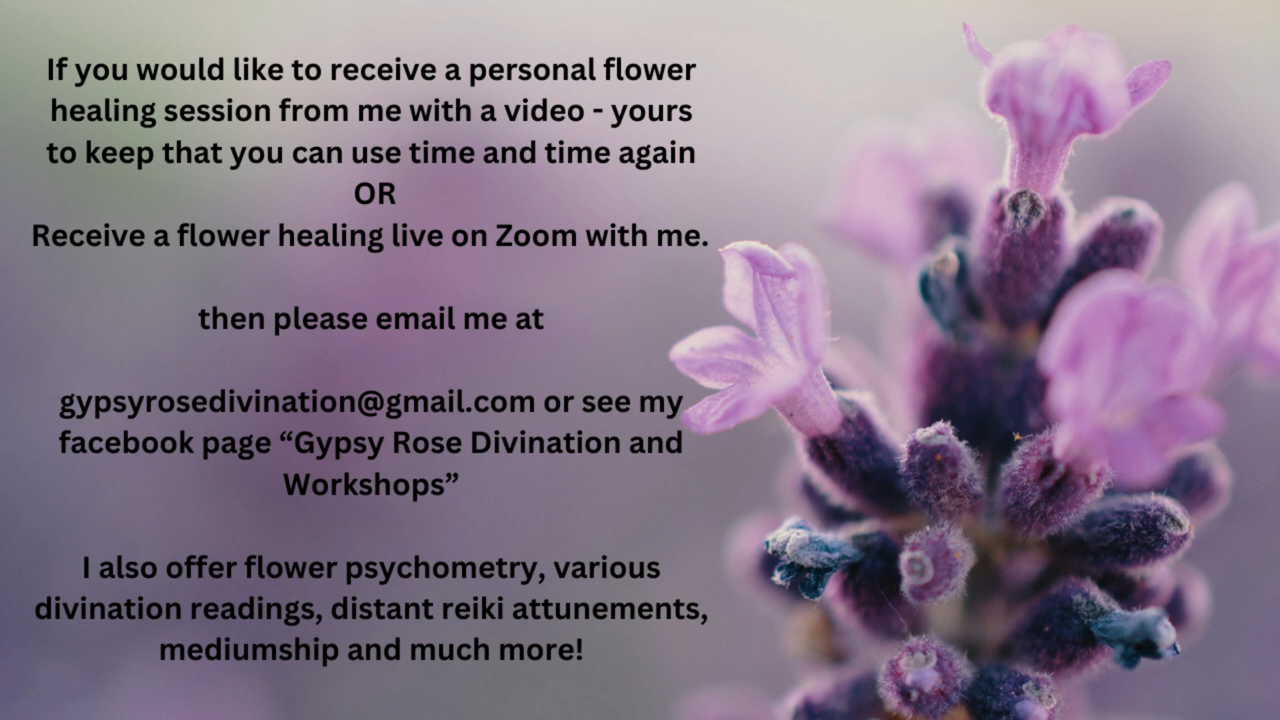 If you would like to receive a personal flower
healing session from me with a video - yours
to keep that you can use time and time again
OR
Receive a flower healing live on Zoom with me.
then please email me at
gypsyrosedivination@gmail.com or see my
facebook page “Gypsy Rose Divination and
Workshops”
I also offer flower psychometry, various
divination readings, distant reiki attunements,
mediumship and much more!